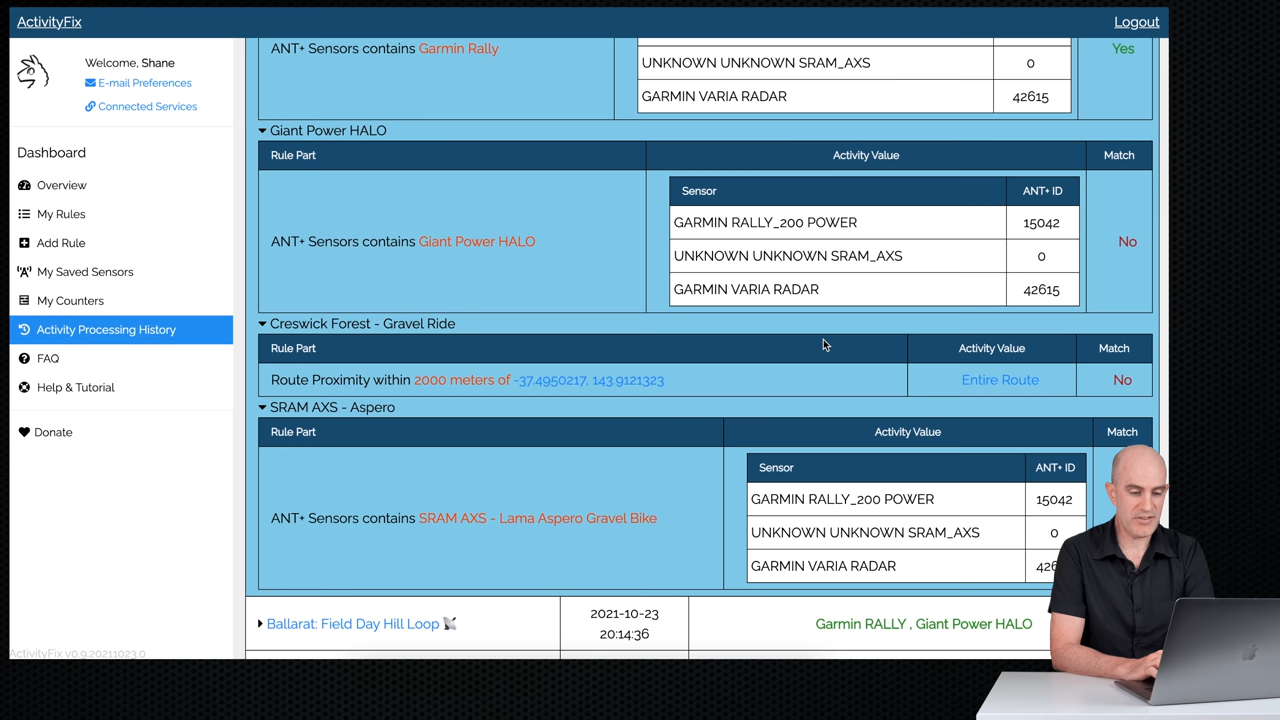 ActivityFix
Logout
Welcome, Shane
E-mail Preferences
Connected Services
Dashboard
Overview
My Rules
Add Rule
My Saved Sensors
My Counters
Activity Processing History
FAQ
Help & Tutorial
Donate
ActivityFix v0.9.20211023.0
ANT+ Sensors contains Garmin Rally
UNKNOWN UNKNOWN SRAM_AXS 0
GARMIN VARIA RADAR 42615
Yes
Giant Power HALO
Rule Part Activity Value Match
Sensor ANT+ ID
GARMIN RALLY_200 POWER 15042
ANT+ Sensors contains Giant Power HALO
UNKNOWN UNKNOWN SRAM_AXS 0
No
GARMIN VARIA RADAR 42615
Creswick Forest - Gravel Ride
Rule Part Activity Value Match
Route Proximity within 2000 meters of -37.4950217, 143.9121323 Entire Route No
SRAM AXS - Aspero
Rule Part Activity Value Match
Sensor ANT+ ID
GARMIN RALLY_200 POWER 15042
ANT+ Sensors contains SRAM AXS - Lama Aspero Gravel Bike
UNKNOWN UNKNOWN SRAM_AXS 0
GARMIN VARIA RADAR 426
Ballarat: Field Day Hill Loop
2021-10-23
20:14:36
Garmin RALLY , Giant Power HALO